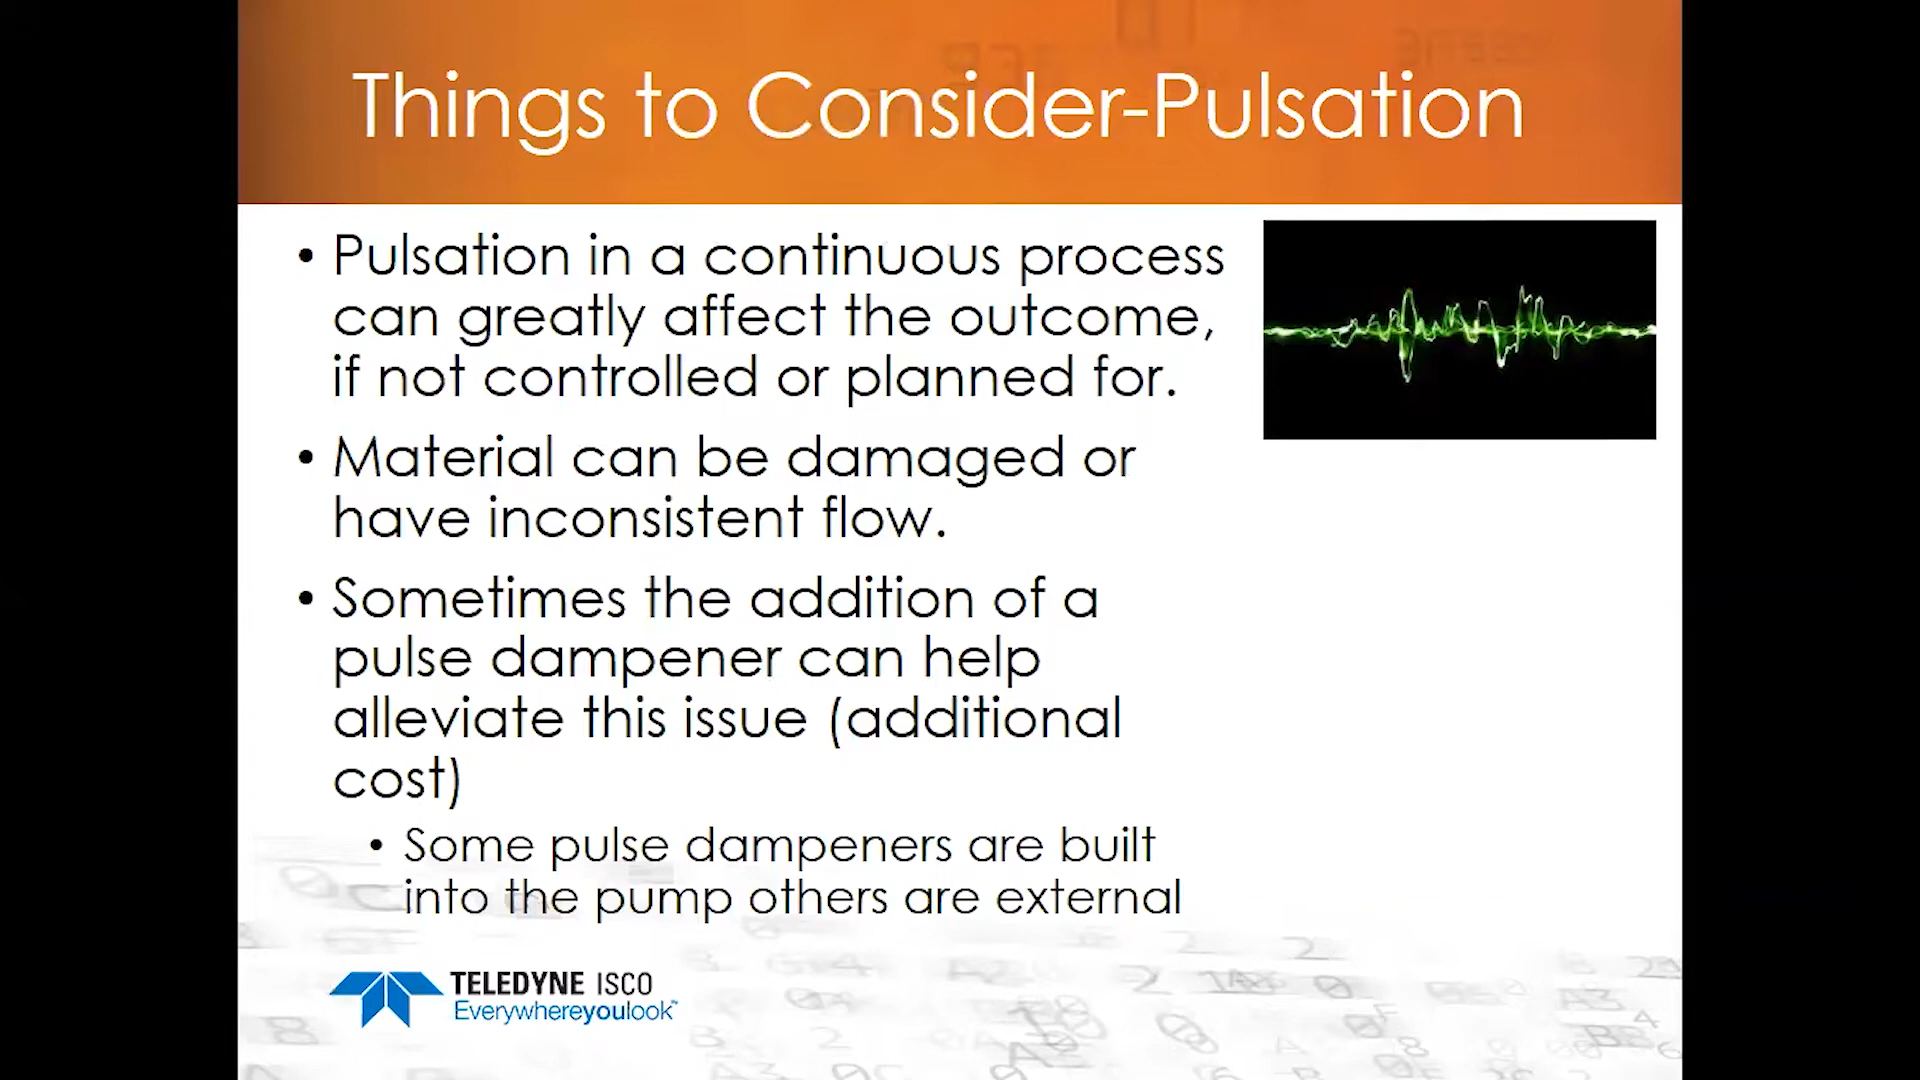 Things to Consider-Pulsation
• Pulsation in a continuous process
can greatly affect the outcome,
if not controlled or planned for.
• Material can be damaged or
have inconsistent flow.
• Sometimes the addition of a
pulse dampener can help
alleviate this issue (additional
cost)
• Some pulse dampeners are built
into the pump others are external
TELEDYNE ISCO
Everywhereyoulook™